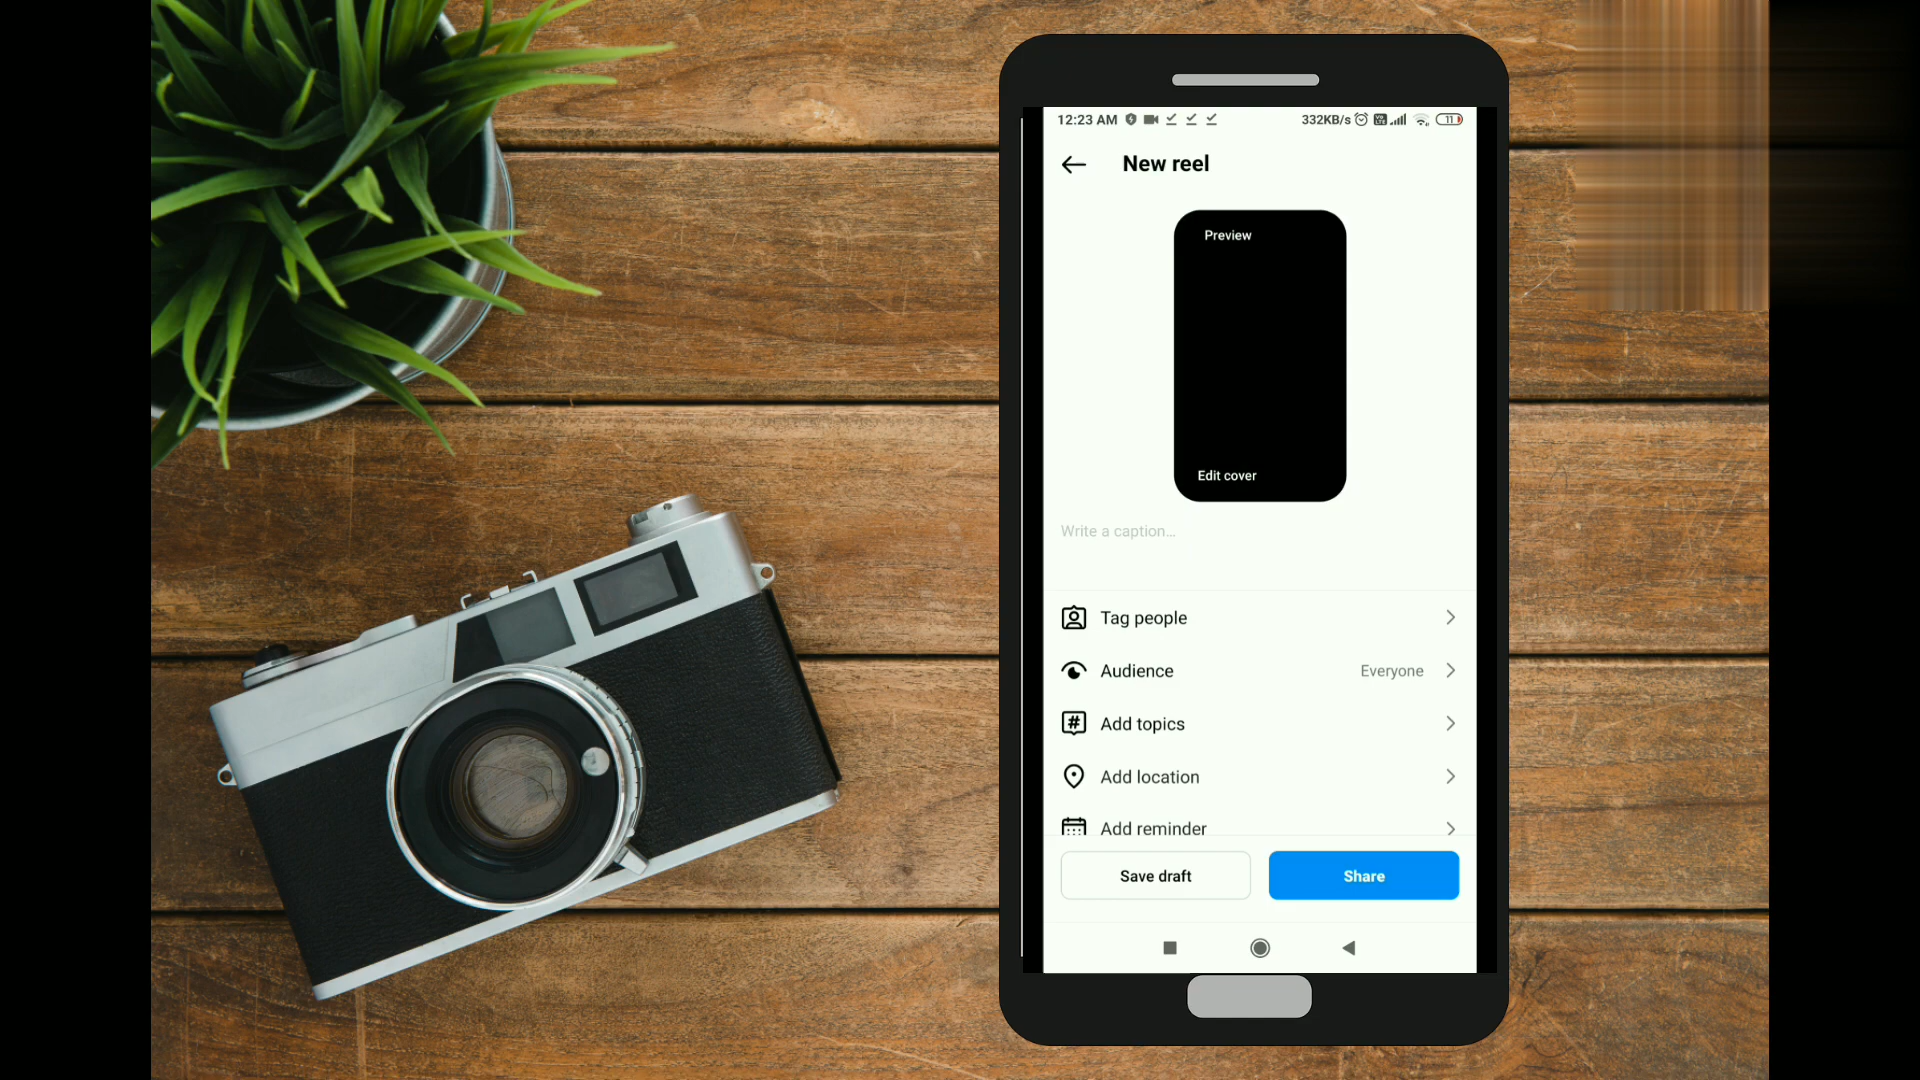 12:23 AM 332KB/s 11
New reel
Preview
Edit cover
Write a caption...
Tag people
Audience Everyone
Add topics
Add location
Add reminder
Save draft Share